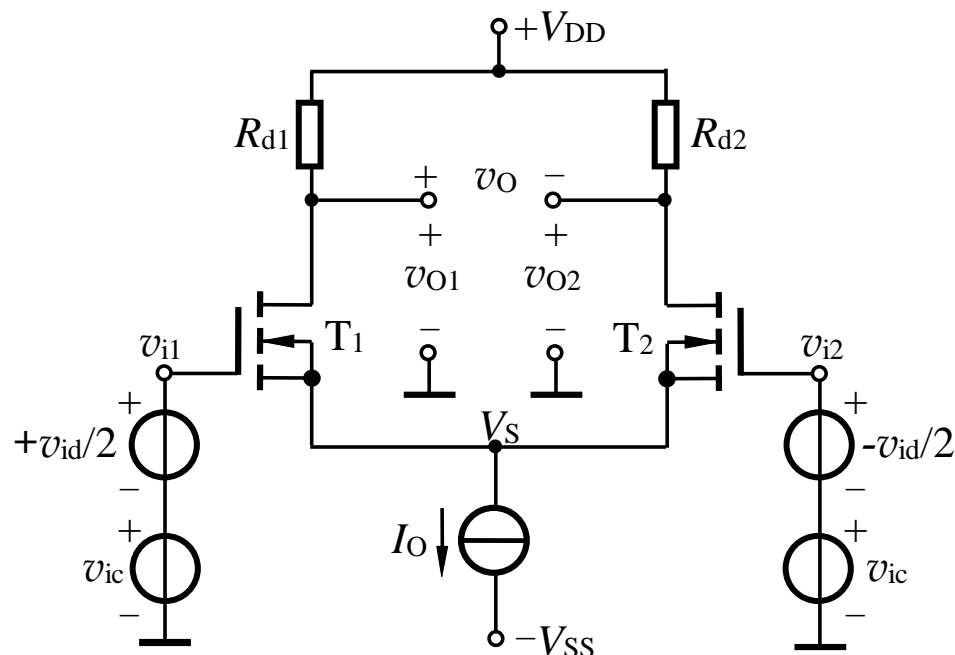 +VDD
Rd1
Rd2
+ vO −
+ +
vO1 vO2
T1 T2
− −
vi1 vi2
+ +
+vid/2 -vid/2
VS
− −
+ +
IO
vic vic
− −
−VSS